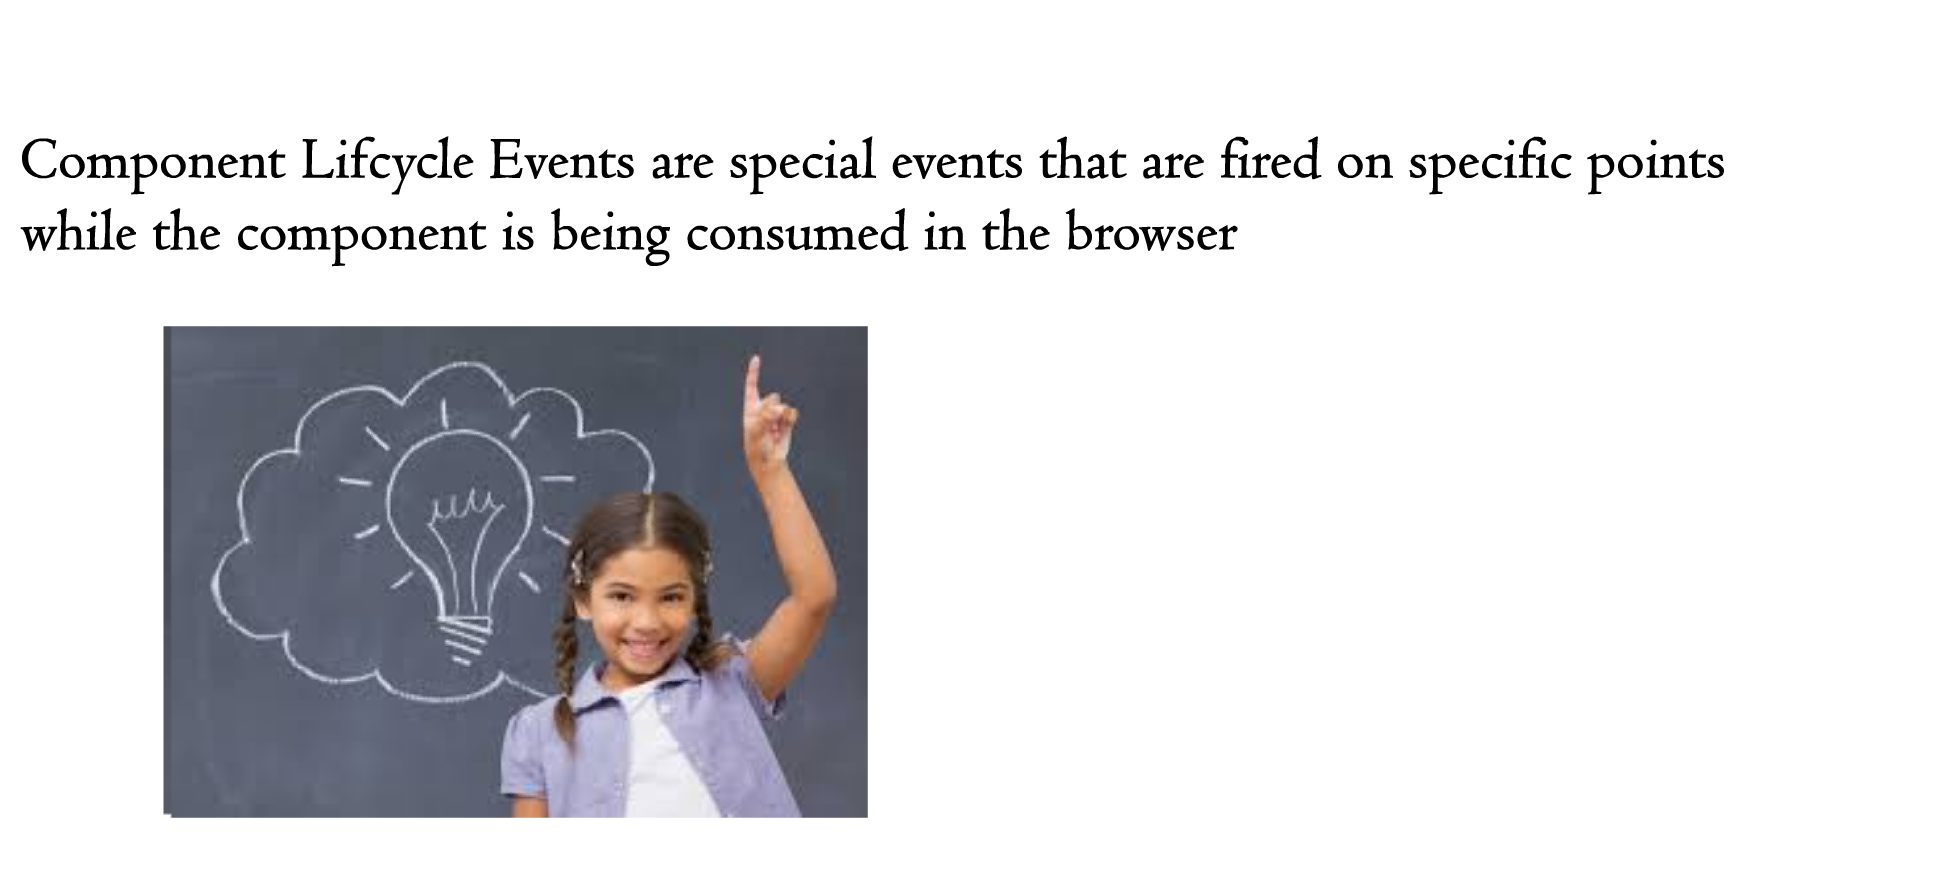 Component Lifcycle Events are special events that are fired on specific points
while the component is being consumed in the browser